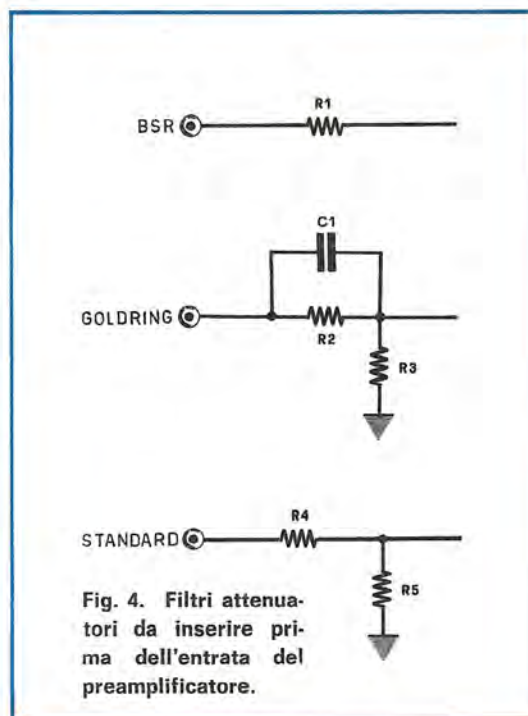 R1
BSR
C1
GOLDRING
R2
R3
R4
STANDARD
R5
Fig. 4. Filtri attenua-
tori da inserire pri-
ma dell'entrata del
preamplificatore.